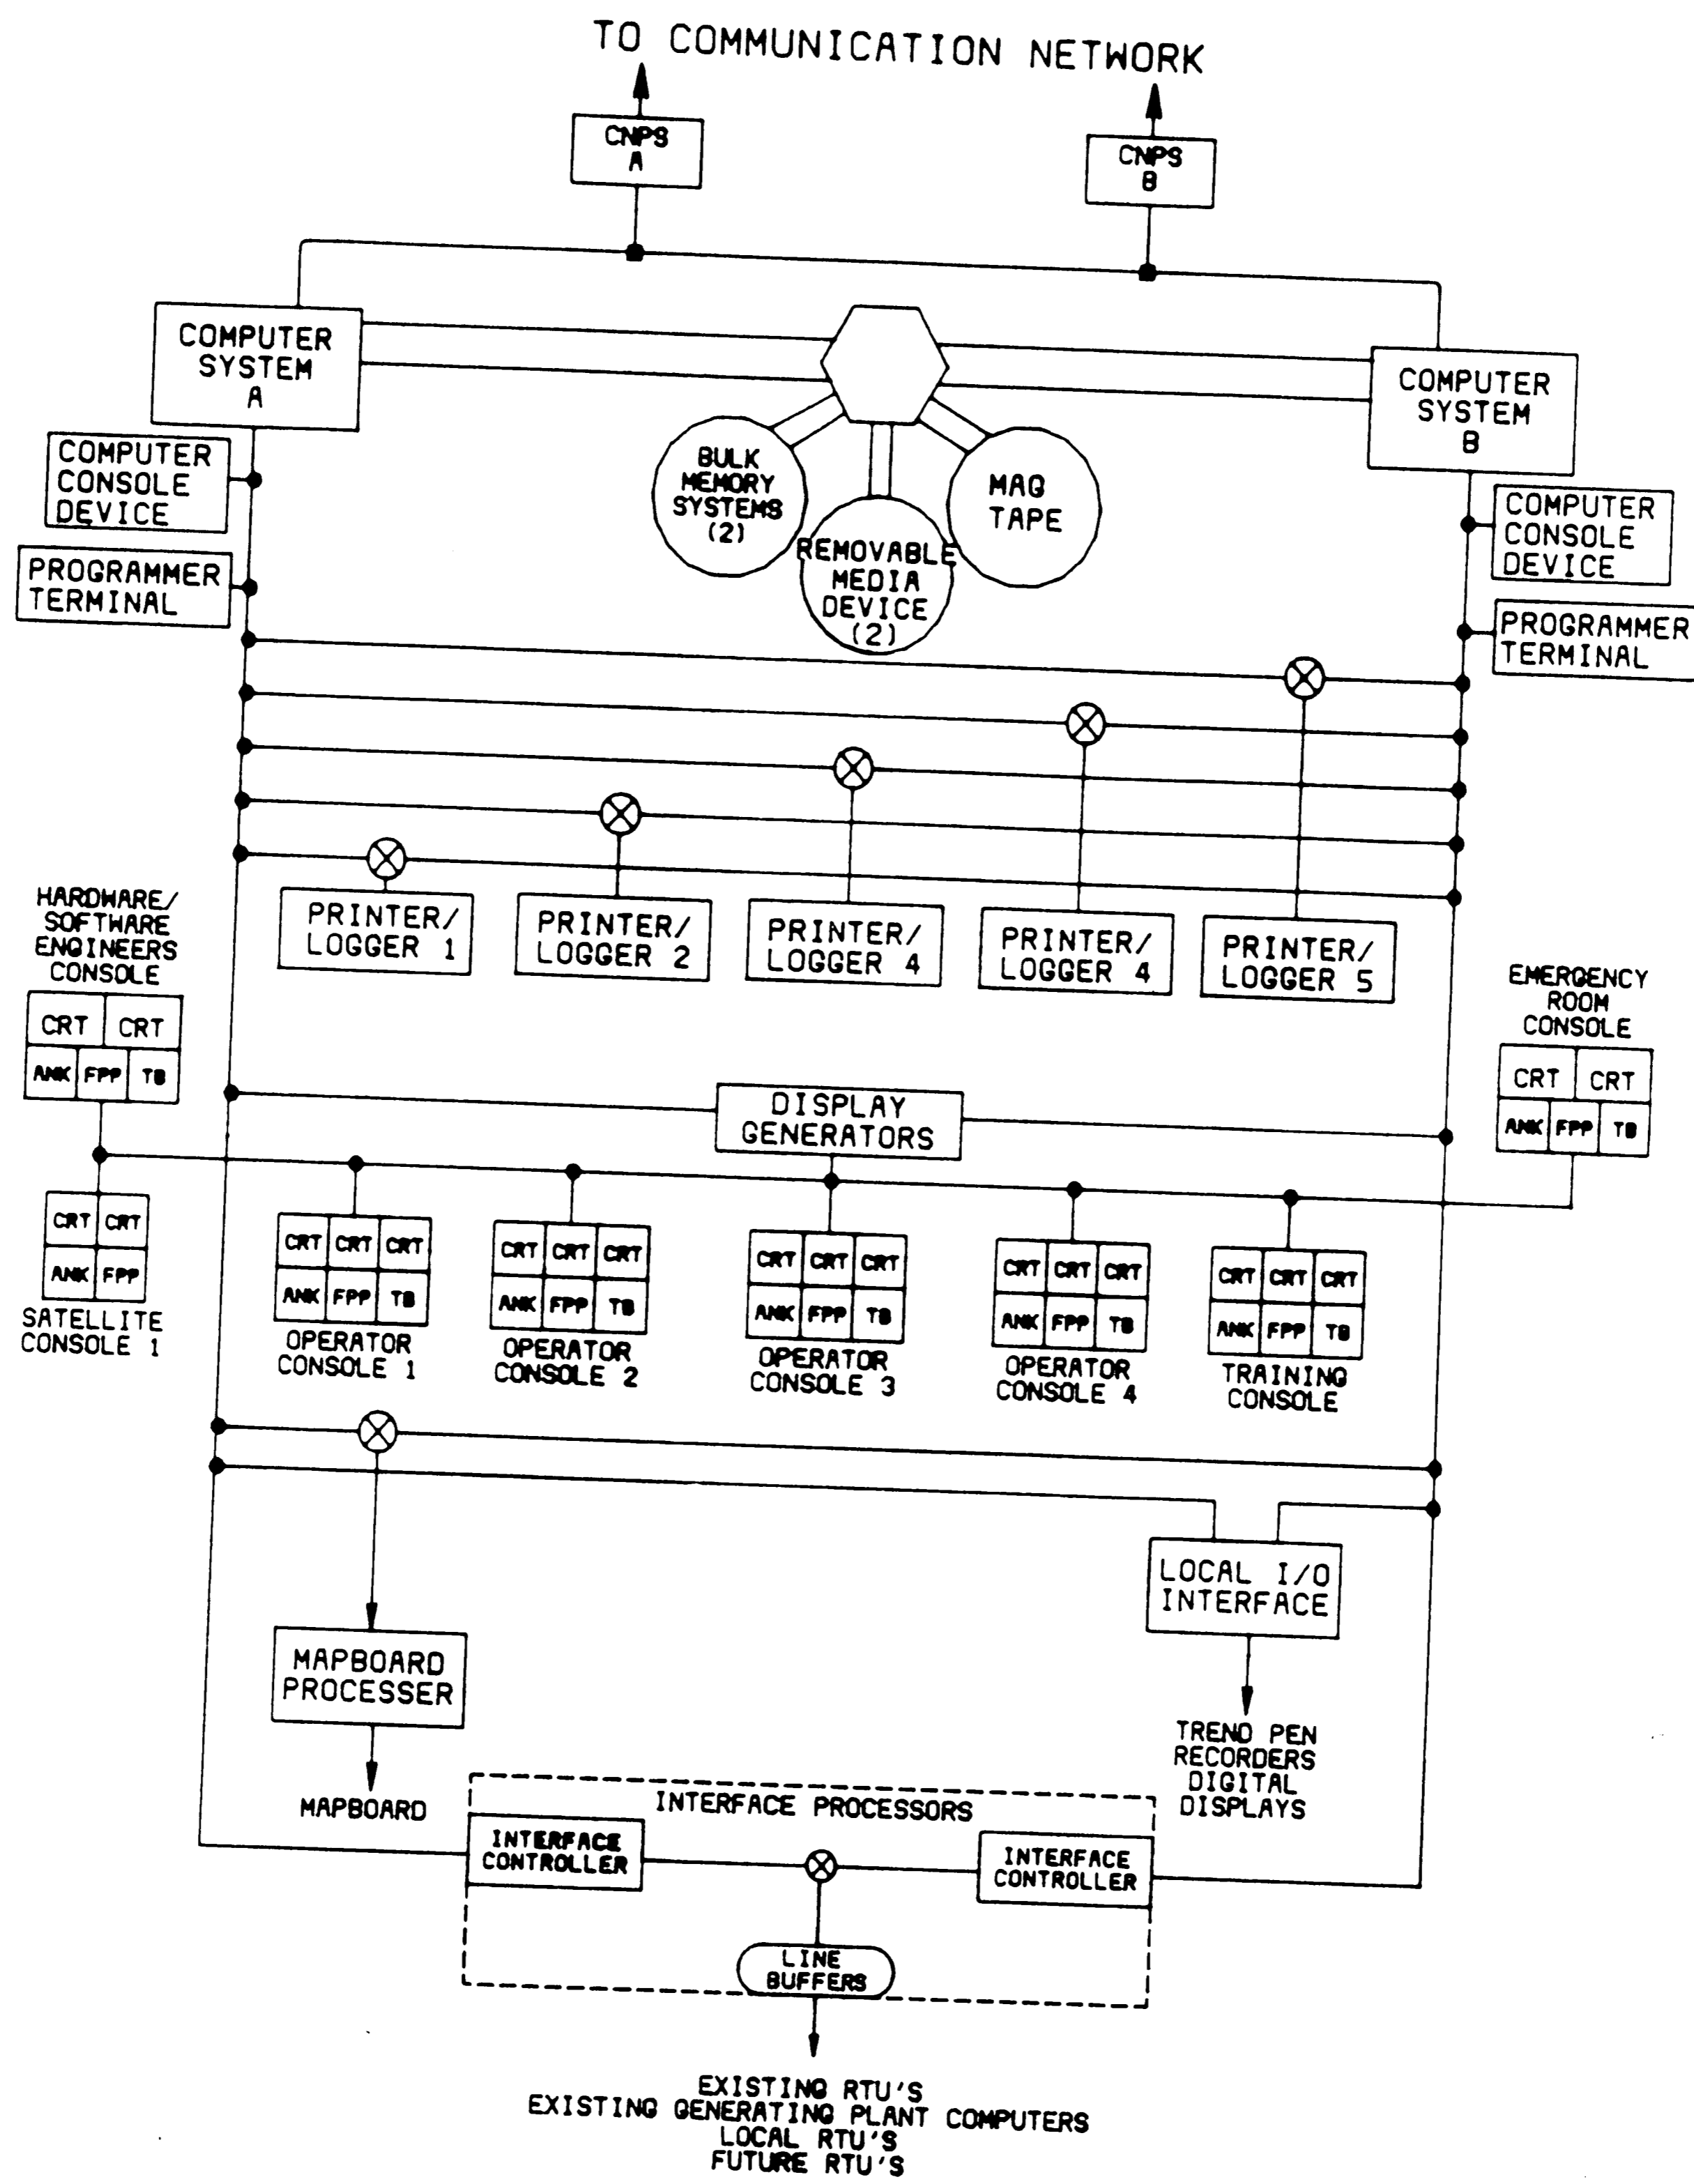 TO COMMUNICATION NETWORK
CNPS
A
CNPS
B
COMPUTER
SYSTEM
A
COMPUTER
SYSTEM
B
COMPUTER
CONSOLE
DEVICE
PROGRAMMER
TERMINAL
BULK
MEMORY
SYSTEMS
(2)
REMOVABLE
MEDIA
DEVICE
(2)
MAG
TAPE
COMPUTER
CONSOLE
DEVICE
PROGRAMMER
TERMINAL
PRINTER/
LOGGER 1
PRINTER/
LOGGER 2
PRINTER/
LOGGER 4
PRINTER/
LOGGER 4
PRINTER/
LOGGER 5
HARDWARE/
SOFTWARE
ENGINEERS
CONSOLE
CRT CRT
ANK FPP TB
EMERGENCY
ROOM
CONSOLE
CRT CRT
ANK FPP TB
DISPLAY
GENERATORS
CRT CRT
ANK FPP
SATELLITE
CONSOLE 1
CRT CRT CRT
ANK FPP TB
OPERATOR
CONSOLE 1
CRT CRT CRT
ANK FPP TB
OPERATOR
CONSOLE 2
CRT CRT CRT
ANK FPP TB
OPERATOR
CONSOLE 3
CRT CRT CRT
ANK FPP TB
OPERATOR
CONSOLE 4
CRT CRT CRT
ANK FPP TB
TRAINING
CONSOLE
LOCAL I/O
INTERFACE
MAPBOARD
PROCESSER
TREND PEN
RECORDERS
DIGITAL
DISPLAYS
MAPBOARD
INTERFACE PROCESSORS
INTERFACE
CONTROLLER
INTERFACE
CONTROLLER
LINE
BUFFERS
EXISTING RTU'S
EXISTING GENERATING PLANT COMPUTERS
LOCAL RTU'S
FUTURE RTU'S